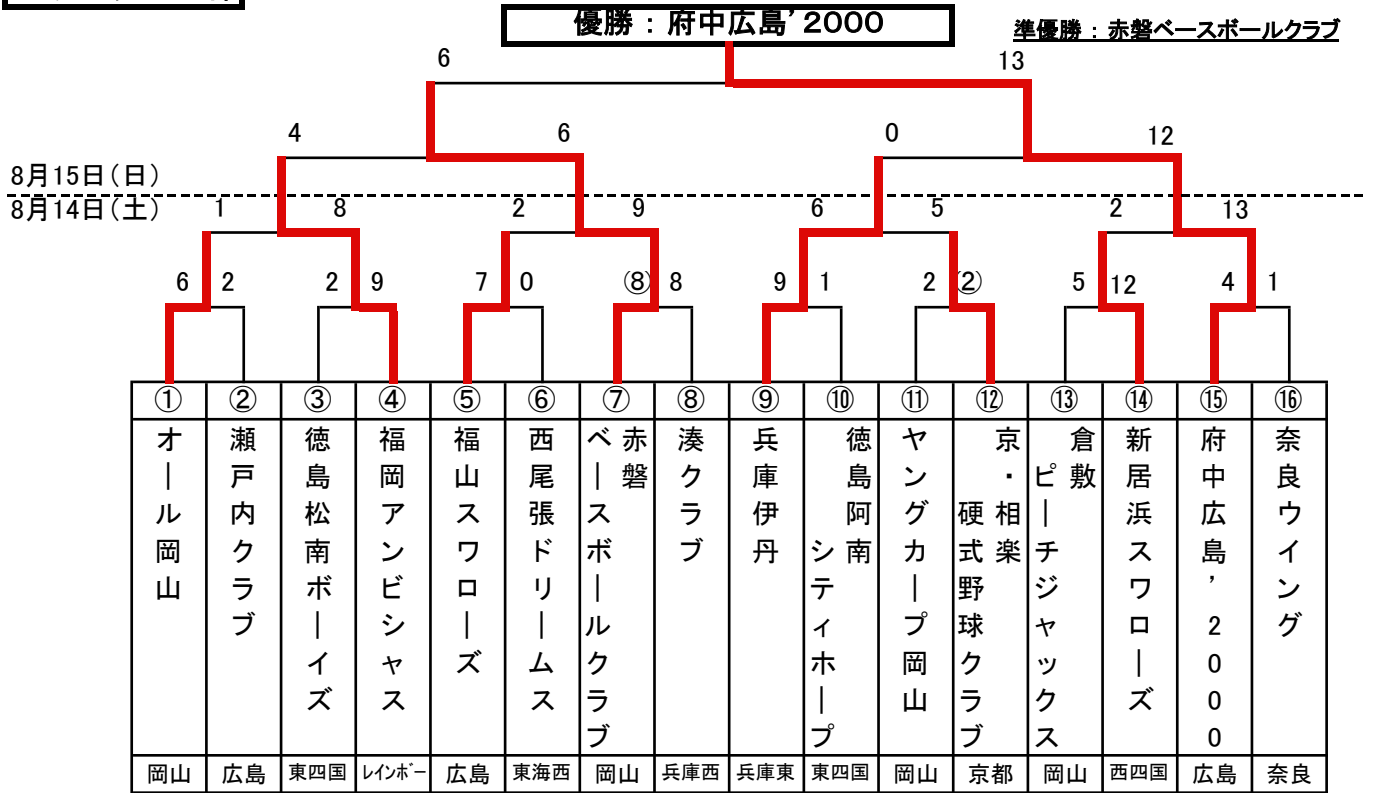 優勝：府中広島’2000
準優勝：赤磐ベースボールクラブ
6 13
4 6 0 12
8月15日(日)
8月14日(土) 1 8 2 9 6 5 2 13
6 2 2 9 7 0 ⑧ 8 9 1 2 ② 5 12 4 1
① ② ③ ④ ⑤ ⑥ ⑦ ⑧ ⑨ ⑩ ⑪ ⑫ ⑬ ⑭ ⑮ ⑯
オール岡山
瀬戸内クラブ
徳島松南ボーイズ
福岡アンビシャス
福山スワローズ
西尾張ドリームス
赤磐
ベースボールクラブ
湊クラブ
兵庫伊丹
徳島阿南
シティホープ
ヤングカープ岡山
京・相楽
硬式野球クラブ
倉敷
ピーチジャックス
新居浜スワローズ
府中広島’2000
奈良ウイング
岡山 広島 東四国 レインボー 広島 東海西 岡山 兵庫西 兵庫東 東四国 岡山 京都 岡山 西四国 広島 奈良